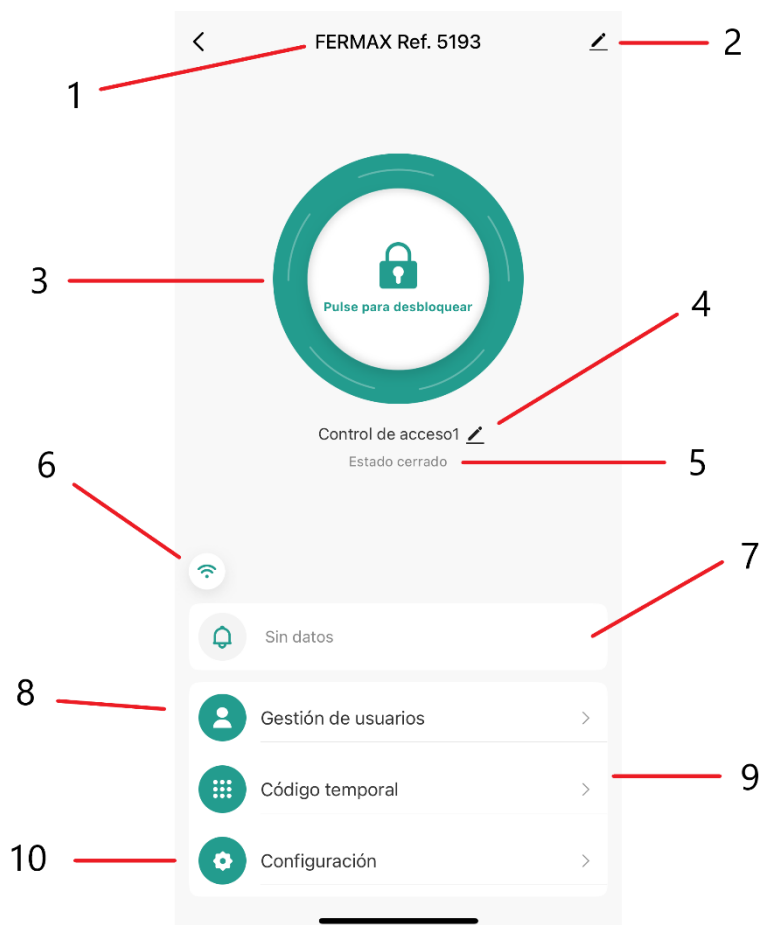 FERMAX Ref. 5193
2
1
3
Pulse para desbloquear
4
Control de acceso1
Estado cerrado
5
6
7
Sin datos
8
Gestión de usuarios
9
Código temporal
10
Configuración